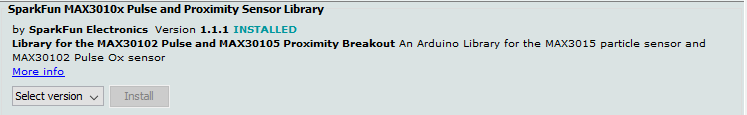 SparkFun MAX3010x Pulse and Proximity Sensor Library
by SparkFun Electronics Version 1.1.1 INSTALLED
Library for the MAX30102 Pulse and MAX30105 Proximity Breakout An Arduino Library for the MAX3015 particle sensor and
MAX30102 Pulse Ox sensor
More info
Select version Install